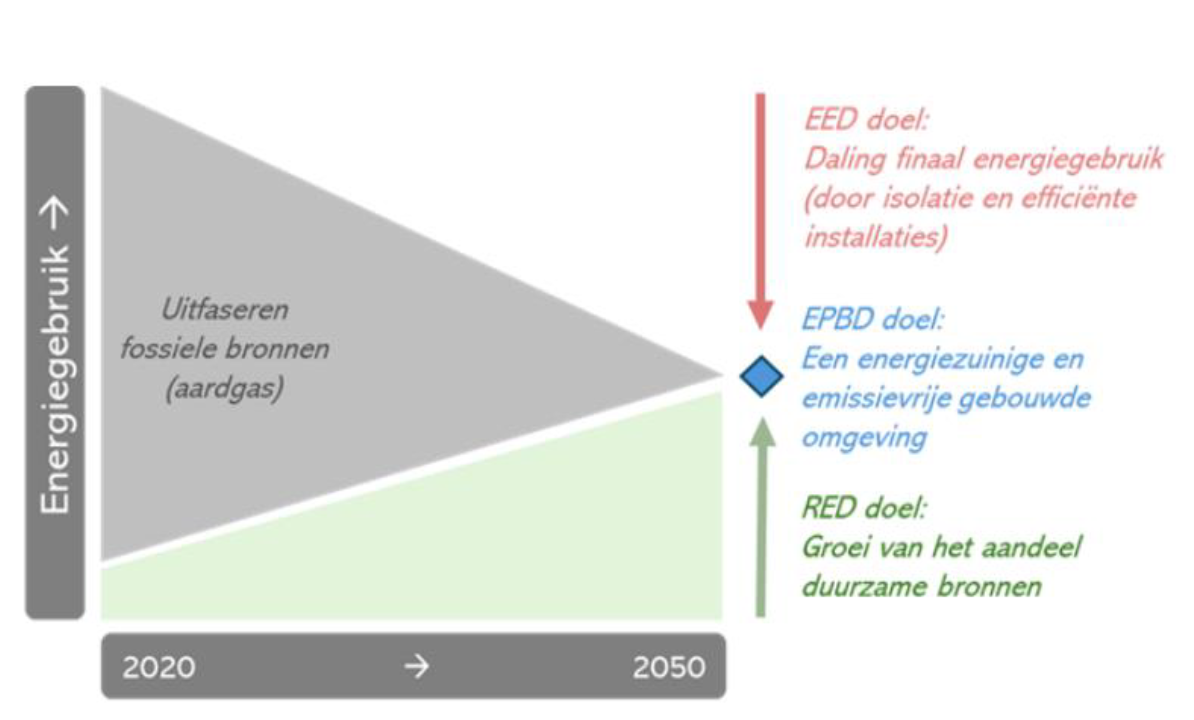 Energiegebruik →
Uitfaseren
fossiele bronnen
(aardgas)
EED doel:
Daling finaal energiegebruik
(door isolatie en efficiënte
installaties)
EPBD doel:
Een energiezuinige en
emissievrije gebouwde
omgeving
RED doel:
Groei van het aandeel
duurzame bronnen
2020 → 2050